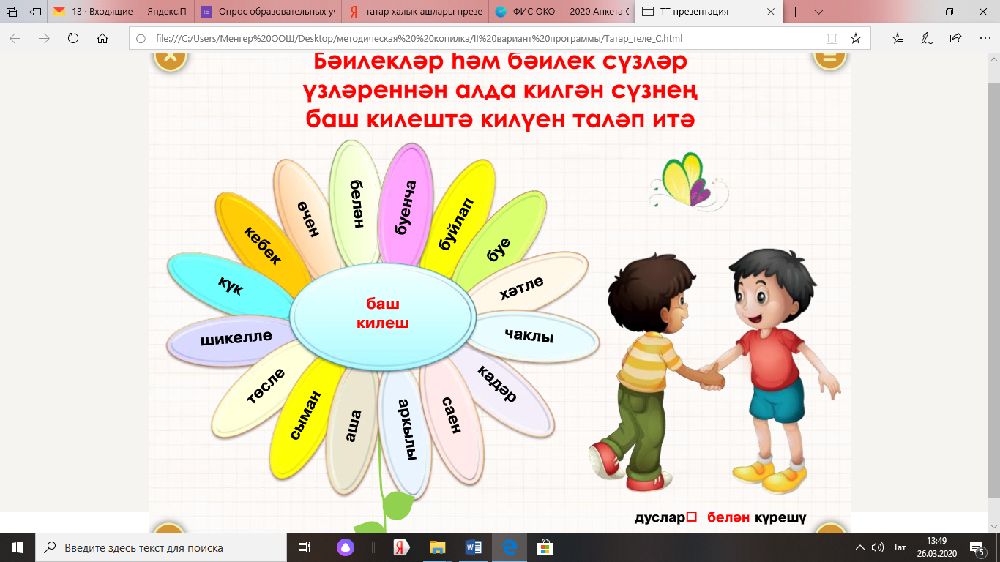 13 · Входящие — Яндекс.П
Опрос образовательных у
татар халык ашлары презе
ФИС ОКО — 2020 Анкета С
ТТ презентация
file:///C:/Users/Менгер%20ООШ/Desktop/методическая%20%20копилка/II%20вариант%20программы/Татар_теле_С.html
Бәйлекләр һәм бәйлек сүзләр
үзләреннән алда килгән сүзнең
баш килештә килүен таләп итә
белән
буенча
буйлап
буе
хәтле
чаклы
кадәр
саен
аркылы
аша
сыман
төсле
шикелле
күк
кебек
өчен
баш
килеш
дуслар белән күрешү
Введите здесь текст для поиска
Тат
13:49
26.03.2020
5